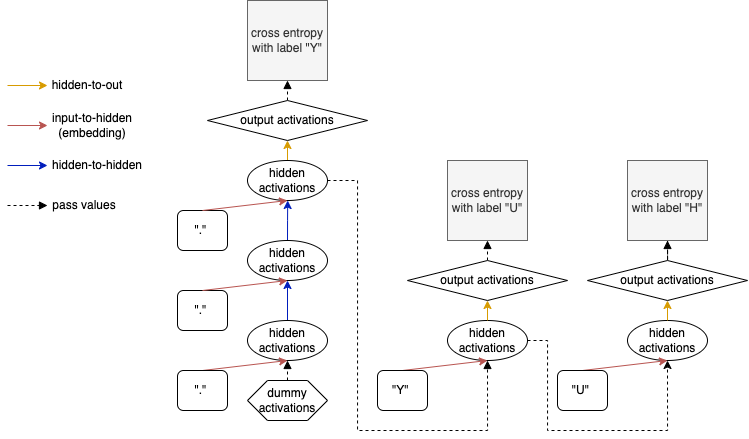 cross entropy
with label "Y"
hidden-to-out
input-to-hidden
(embedding)
hidden-to-hidden
pass values
output activations
hidden
activations
"."
hidden
activations
"."
hidden
activations
"."
dummy
activations
cross entropy
with label "U"
output activations
hidden
activations
"Y"
cross entropy
with label "H"
output activations
hidden
activations
"U"